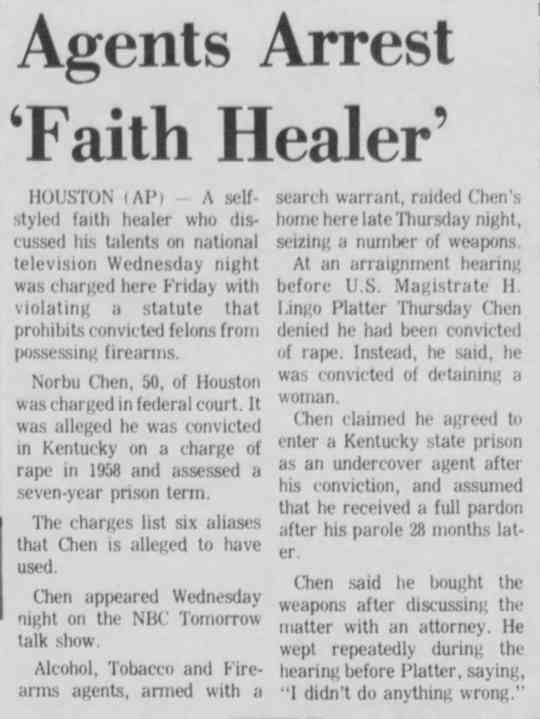 Agents Arrest
'Faith Healer'
HOUSTON (AP) — A self-
styled faith healer who dis-
cussed his talents on national
television Wednesday night
was charged here Friday with
violating a statute that
prohibits convicted felons from
possessing firearms.
Norbu Chen, 50, of Houston
was charged in federal court. It
was alleged he was convicted
in Kentucky on a charge of
rape in 1958 and assessed a
seven-year prison term.
The charges list six aliases
that Chen is alleged to have
used.
Chen appeared Wednesday
night on the NBC Tomorrow
talk show.
Alcohol, Tobacco and Fire-
arms agents, armed with a
search warrant, raided Chen's
home here late Thursday night,
seizing a number of weapons.
At an arraignment hearing
before U.S. Magistrate H.
Lingo Platter Thursday Chen
denied he had been convicted
of rape. Instead, he said, he
was convicted of detaining a
woman.
Chen claimed he agreed to
enter a Kentucky state prison
as an undercover agent after
his conviction, and assumed
that he received a full pardon
after his parole 28 months lat-
er.
Chen said he bought the
weapons after discussing the
matter with an attorney. He
wept repeatedly during the
hearing before Platter, saying,
"I didn't do anything wrong."